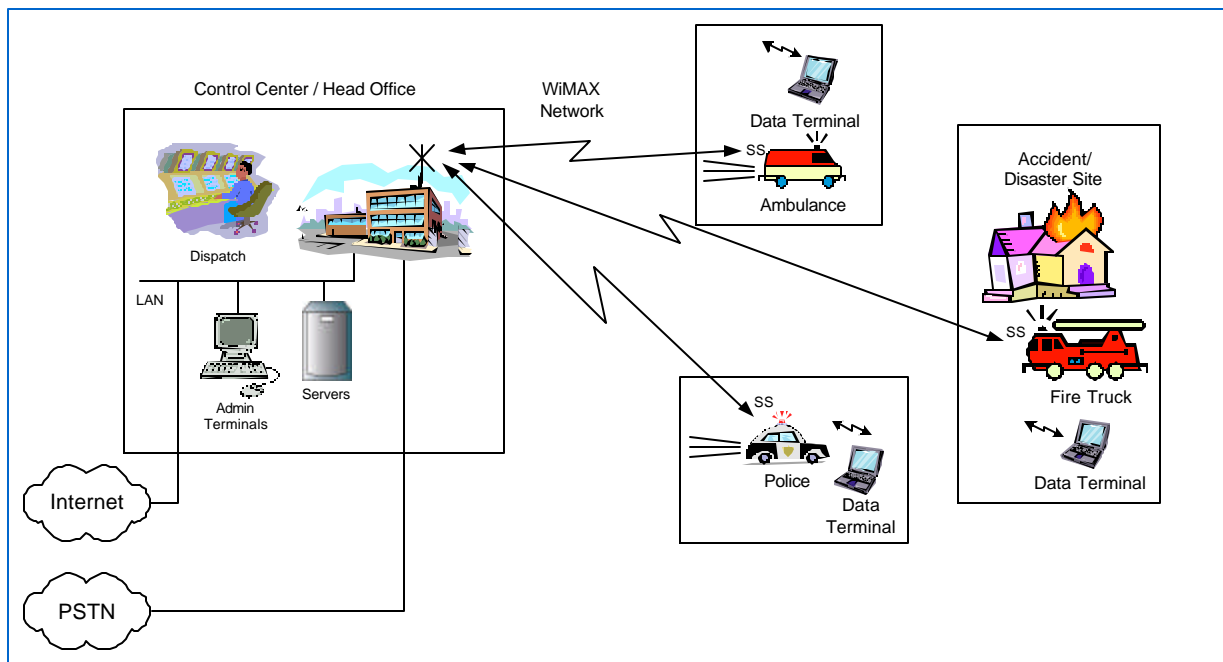 Control Center / Head Office
WiMAX
Network
Dispatch
LAN
Admin
Terminals
Servers
Internet
PSTN
Data Terminal
SS
Ambulance
SS
Police
Data
Terminal
Accident/
Disaster Site
SS
Fire Truck
Data Terminal